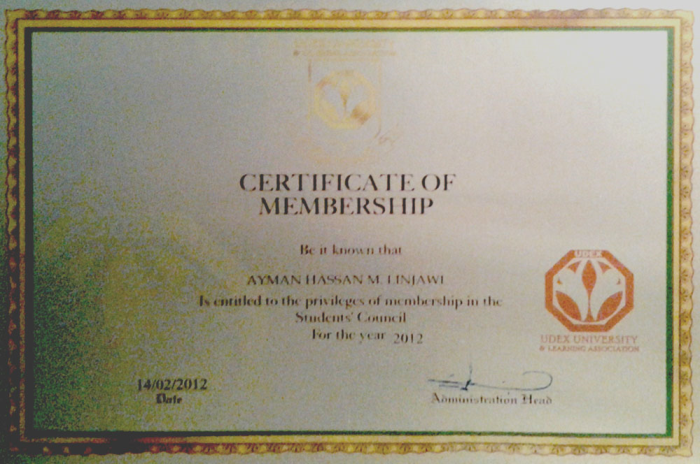 CERTIFICATE OF
MEMBERSHIP
Be it known that
AYMAN HASSAN M. LINJAWI
Is entitled to the privileges of membership in the
Students' Council
For the year 2012
UDEX
UDEX UNIVERSITY
& LEARNING ASSOCIATION
14/02/2012
Date
Administration Head